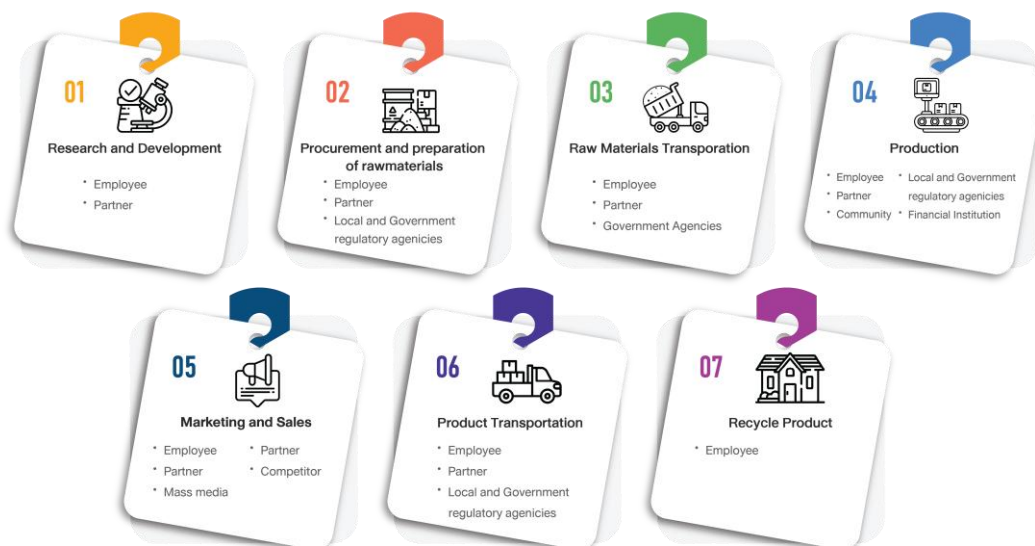 01
Research and Development
• Employee
• Partner
02
Procurement and preparation
of rawmaterials
• Employee
• Partner
• Local and Government
regulatory agenicies
03
Raw Materials Transporation
• Employee
• Partner
• Government Agencies
04
Production
• Employee
• Partner
• Community
• Local and Government
regulatory agenicies
• Financial Institution
05
Marketing and Sales
• Employee
• Partner
• Mass media
• Partner
• Competitor
06
Product Transportation
• Employee
• Partner
• Local and Government
regulatory agenicies
07
Recycle Product
• Employee